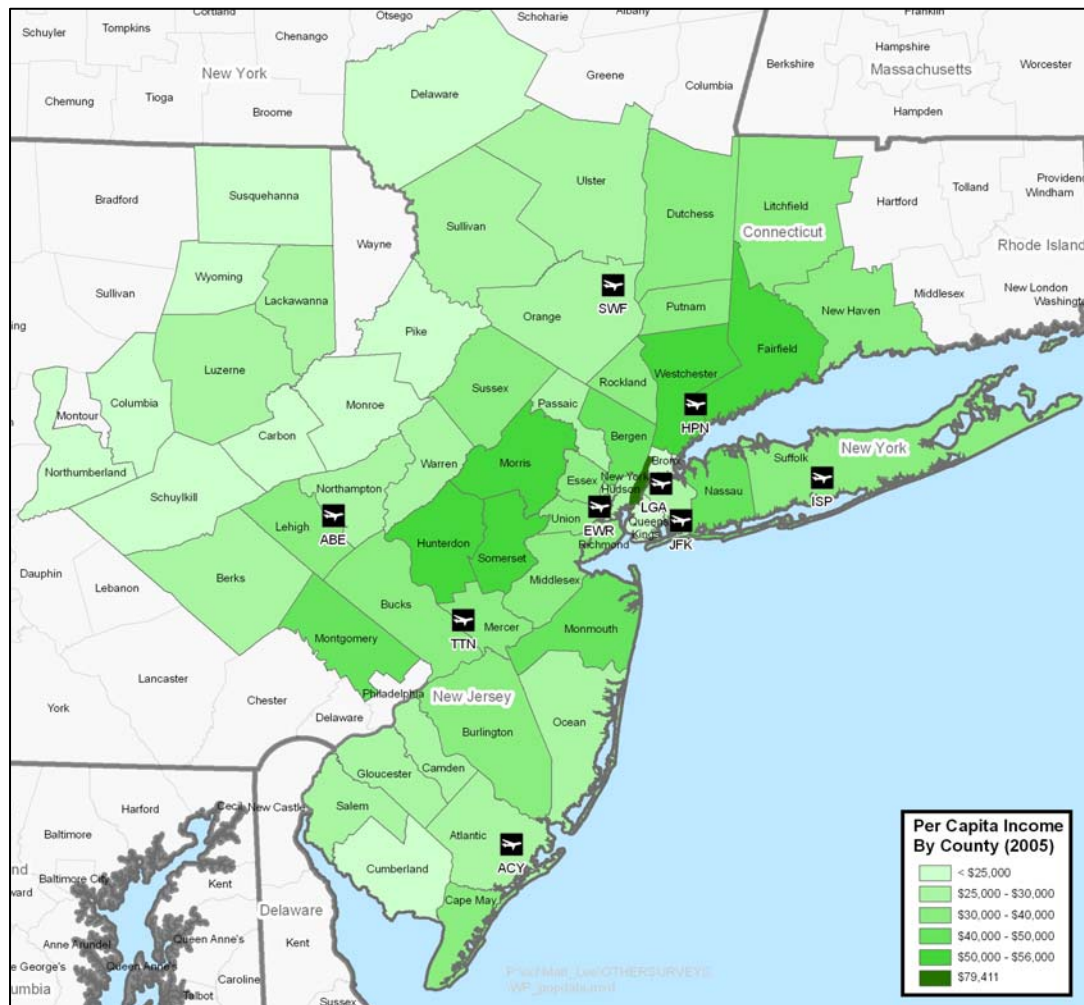 Cortland
Otsego
Schoharie
Albany
Franklin
Schuyler
Tompkins
Chenango
Greene
Columbia
Berkshire
Hampshire
Massachusetts
Worcester
New York
Delaware
Chemung
Tioga
Broome
Hampden
Bradford
Susquehanna
Wayne
Sullivan
Ulster
Dutchess
Litchfield
Connecticut
Hartford
Tolland
Windham
Rhode Island
Sullivan
Wyoming
Lackawanna
Orange
SWF
Putnam
New Haven
Middlesex
New London
Washington
Pike
Luzerne
Columbia
Montour
Monroe
Carbon
Sussex
Passaic
Rockland
Westchester
Fairfield
HPN
Northumberland
Schuylkill
Northampton
Lehigh
ABE
Warren
Morris
Bergen
Essex
New York
Hudson
Bronx
LGA
Nassau
Suffolk
New York
ISP
Union
EWR
Richmond
Queens
Kings
JFK
Hunterdon
Somerset
Middlesex
Dauphin
Lebanon
Berks
Bucks
TTN
Mercer
Monmouth
Montgomery
Lancaster
Chester
Philadelphia
Delaware
New Jersey
York
Burlington
Ocean
Gloucester
Camden
Salem
Atlantic
ACY
Cumberland
Cape May
Harford
Cecil
New Castle
Baltimore
Baltimore City
Kent
Delaware
Kent
Anne Arundel
Queen Anne's
Queen Anne's
Caroline
Talbot
Sussex
Per Capita Income
By County (2005)
< $25,000
$25,000 - $30,000
$30,000 - $40,000
$40,000 - $50,000
$50,000 - $56,000
$79,411